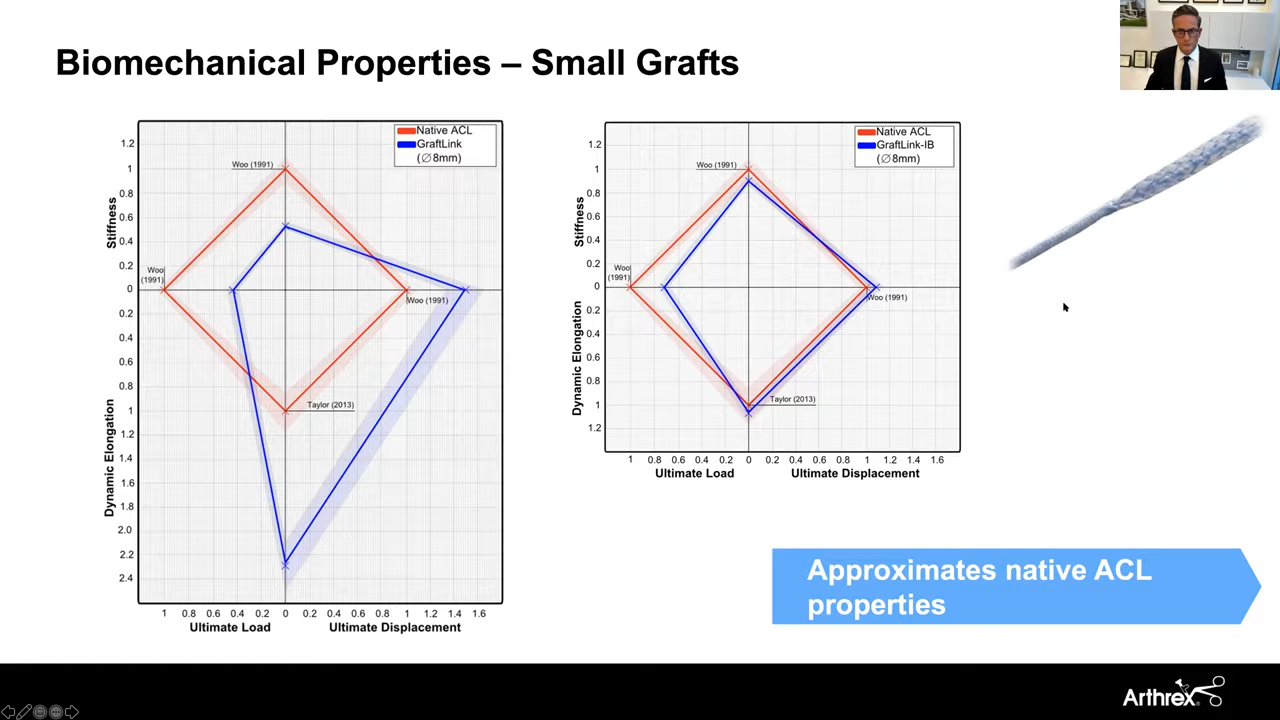 Biomechanical Properties – Small Grafts
Native ACL
GraftLink
(∅8mm)
Woo (1991)
Woo
(1991)
Woo (1991)
Taylor (2013)
Stiffness
Dynamic Elongation
1.2
1
0.8
0.6
0.4
0.2
0
0.2
0.4
0.6
0.8
1
1.2
1.4
1.6
1.8
2.0
2.2
2.4
1 0.8 0.6 0.4 0.2 0 0.2 0.4 0.6 0.8 1 1.2 1.4 1.6
Ultimate Load Ultimate Displacement
Native ACL
GraftLink-IB
(∅8mm)
Woo (1991)
Woo
(1991)
Woo (1991)
Taylor (2013)
Stiffness
Dynamic Elongation
1.2
1
0.8
0.6
0.4
0.2
0
0.2
0.4
0.6
0.8
1
1.2
1 0.8 0.6 0.4 0.2 0 0.2 0.4 0.6 0.8 1 1.2 1.4 1.6
Ultimate Load Ultimate Displacement
Approximates native ACL
properties
Arthrex®